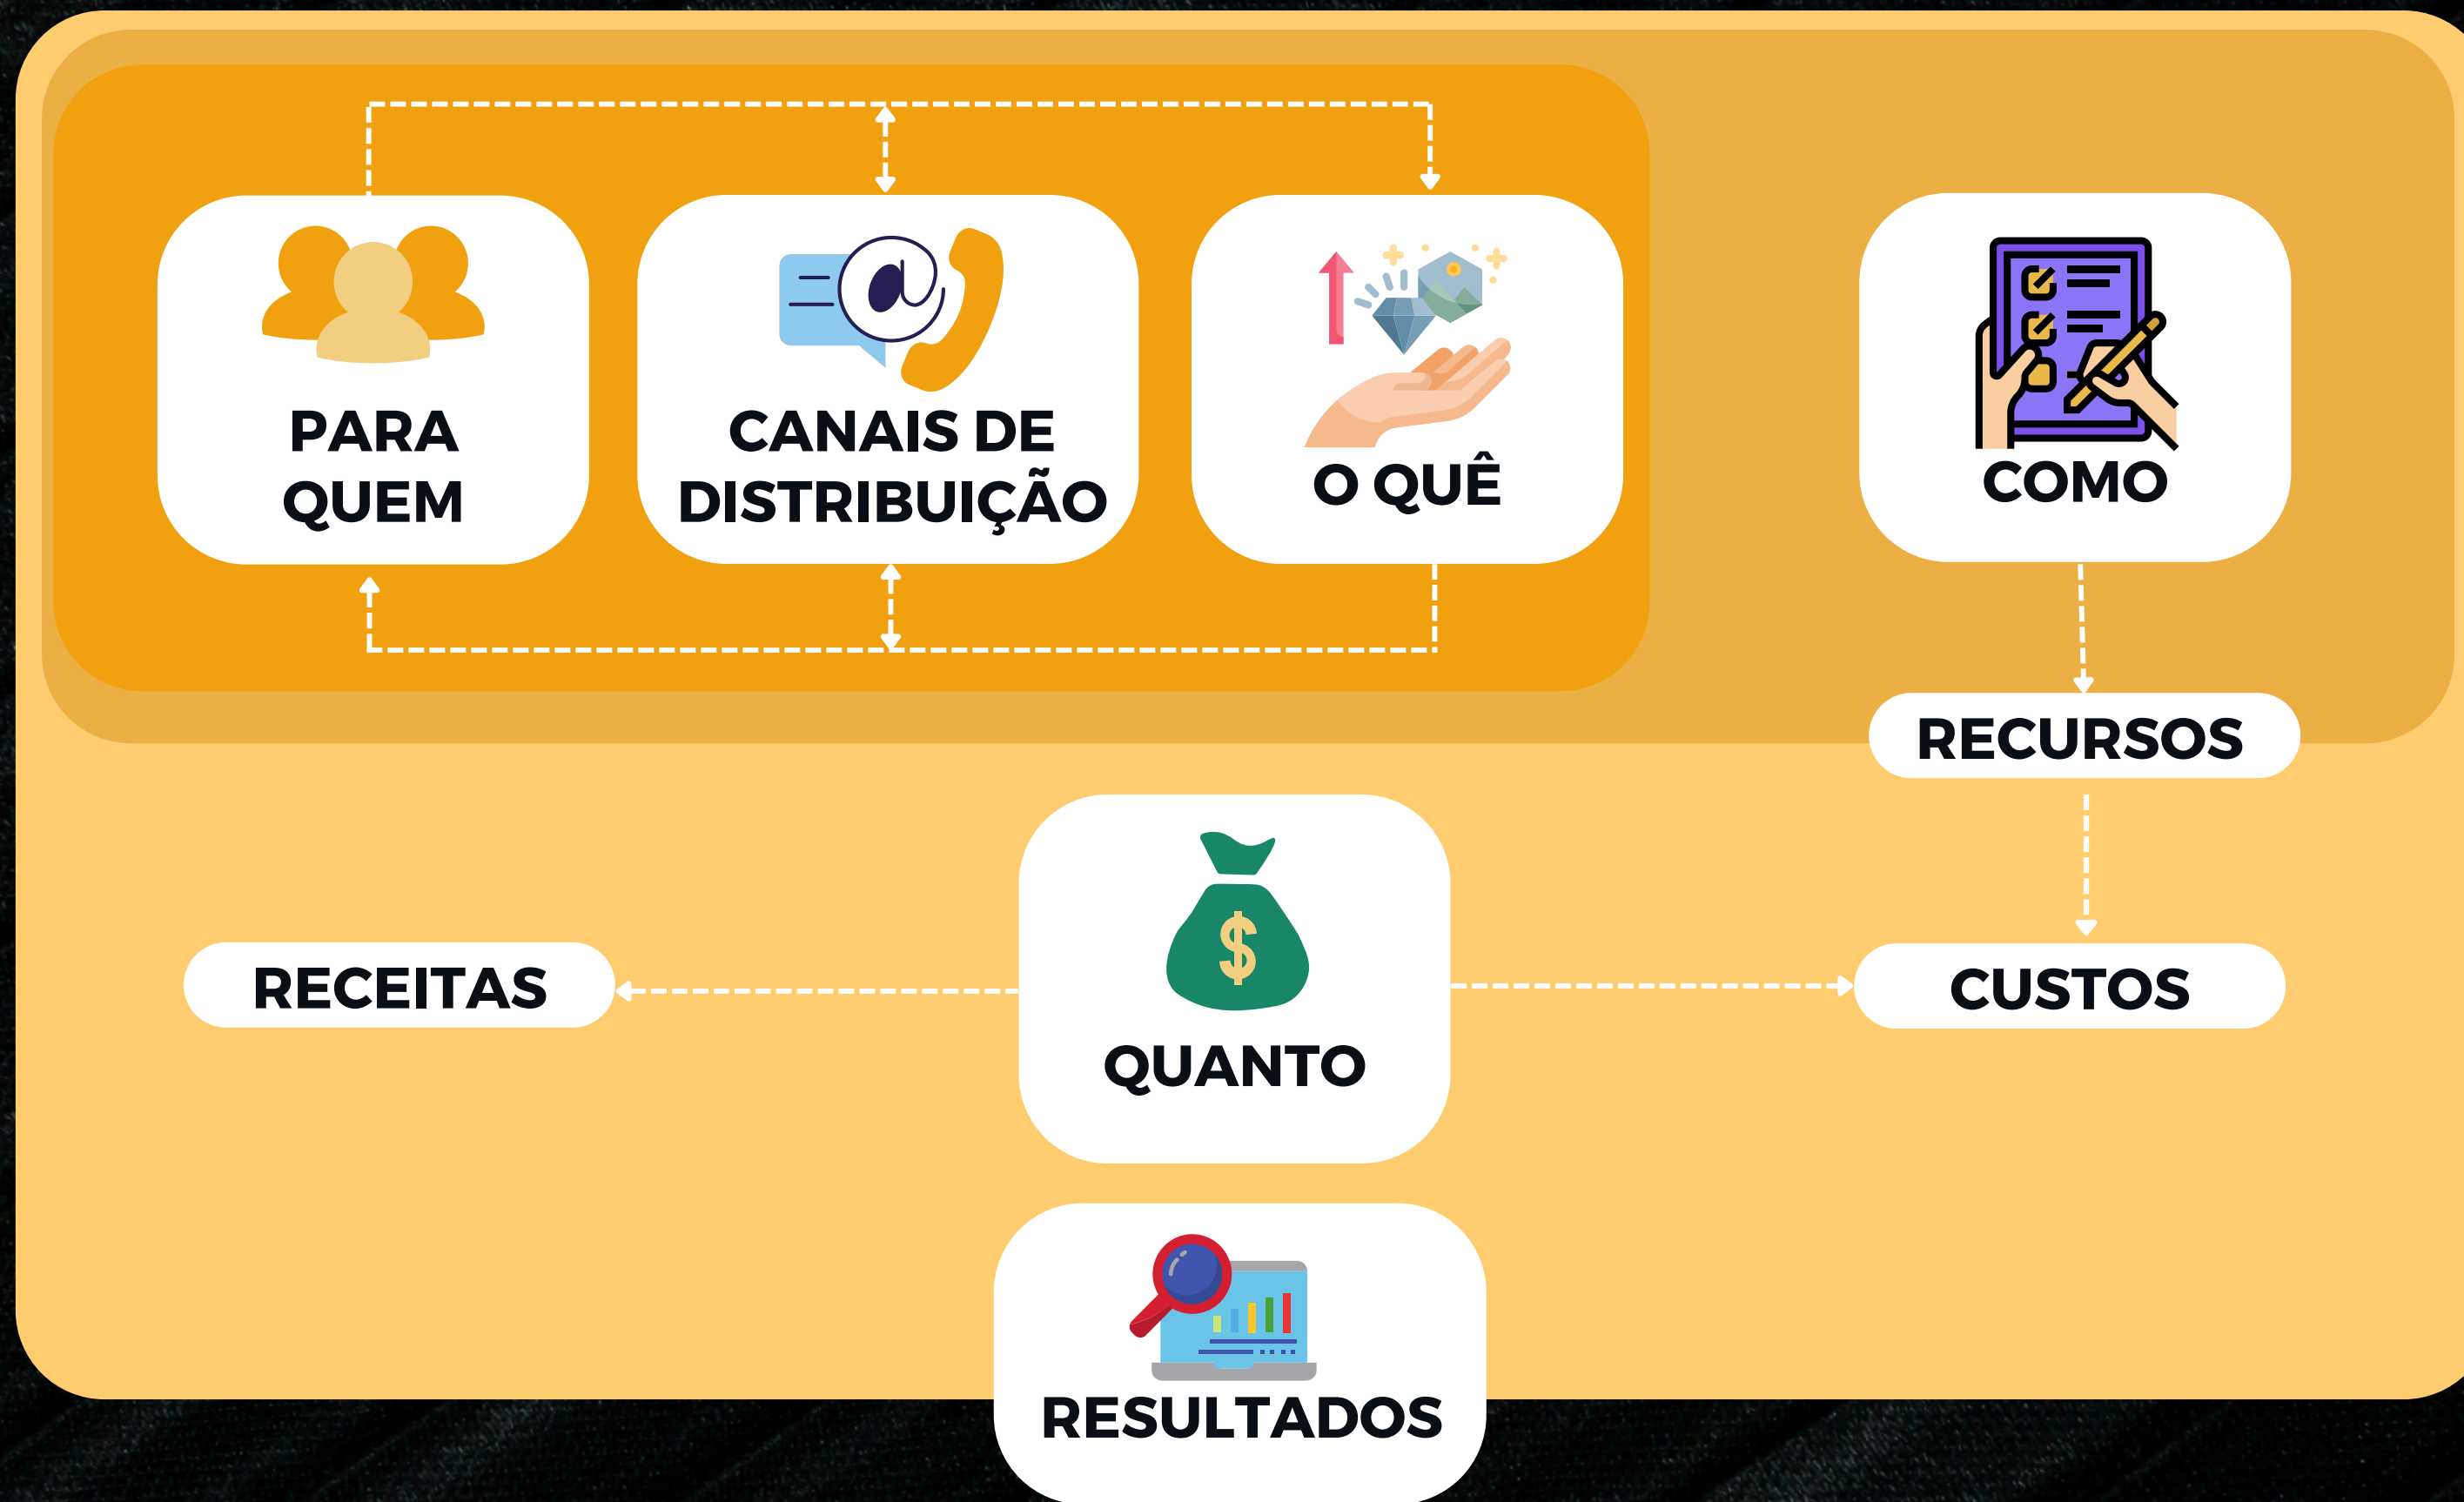 PARA
QUEM
CANAIS DE
DISTRIBUIÇÃO
O QUÊ
COMO
RECURSOS
RECEITAS
$
QUANTO
CUSTOS
RESULTADOS